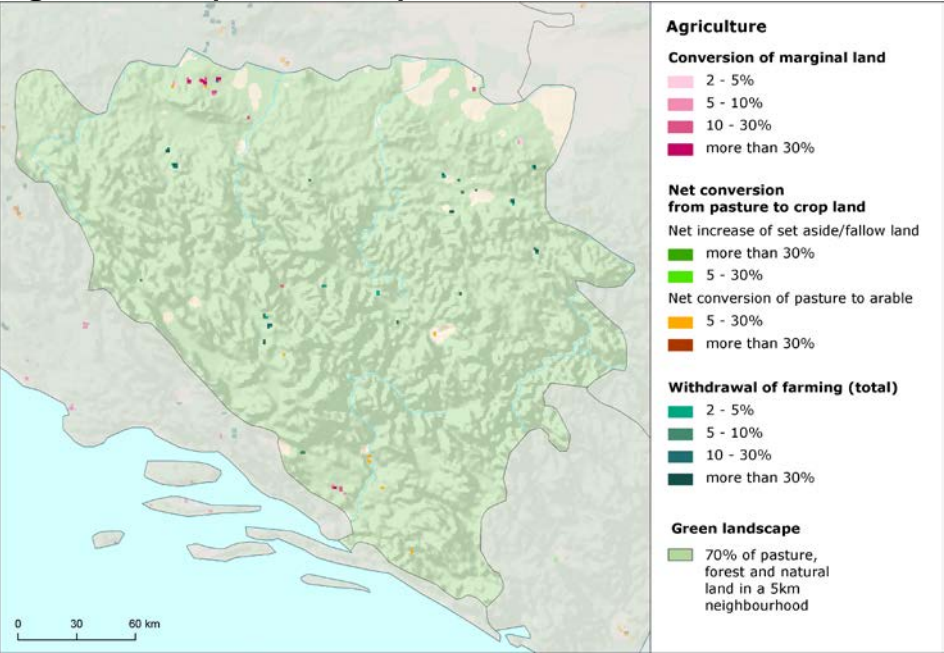 Agriculture
Conversion of marginal land
2 - 5%
5 - 10%
10 - 30%
more than 30%
Net conversion
from pasture to crop land
Net increase of set aside/fallow land
more than 30%
5 - 30%
Net conversion of pasture to arable
5 - 30%
more than 30%
Withdrawal of farming (total)
2 - 5%
5 - 10%
10 - 30%
more than 30%
Green landscape
70% of pasture,
forest and natural
land in a 5km
neighbourhood
0 30 60 km